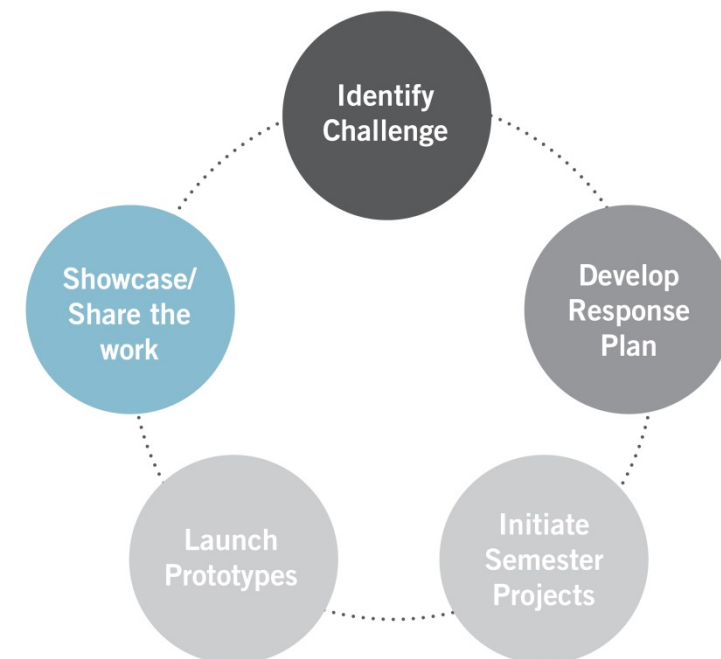 Identify
Challenge
Develop
Response
Plan
Initiate
Semester
Projects
Launch
Prototypes
Showcase/
Share the
work